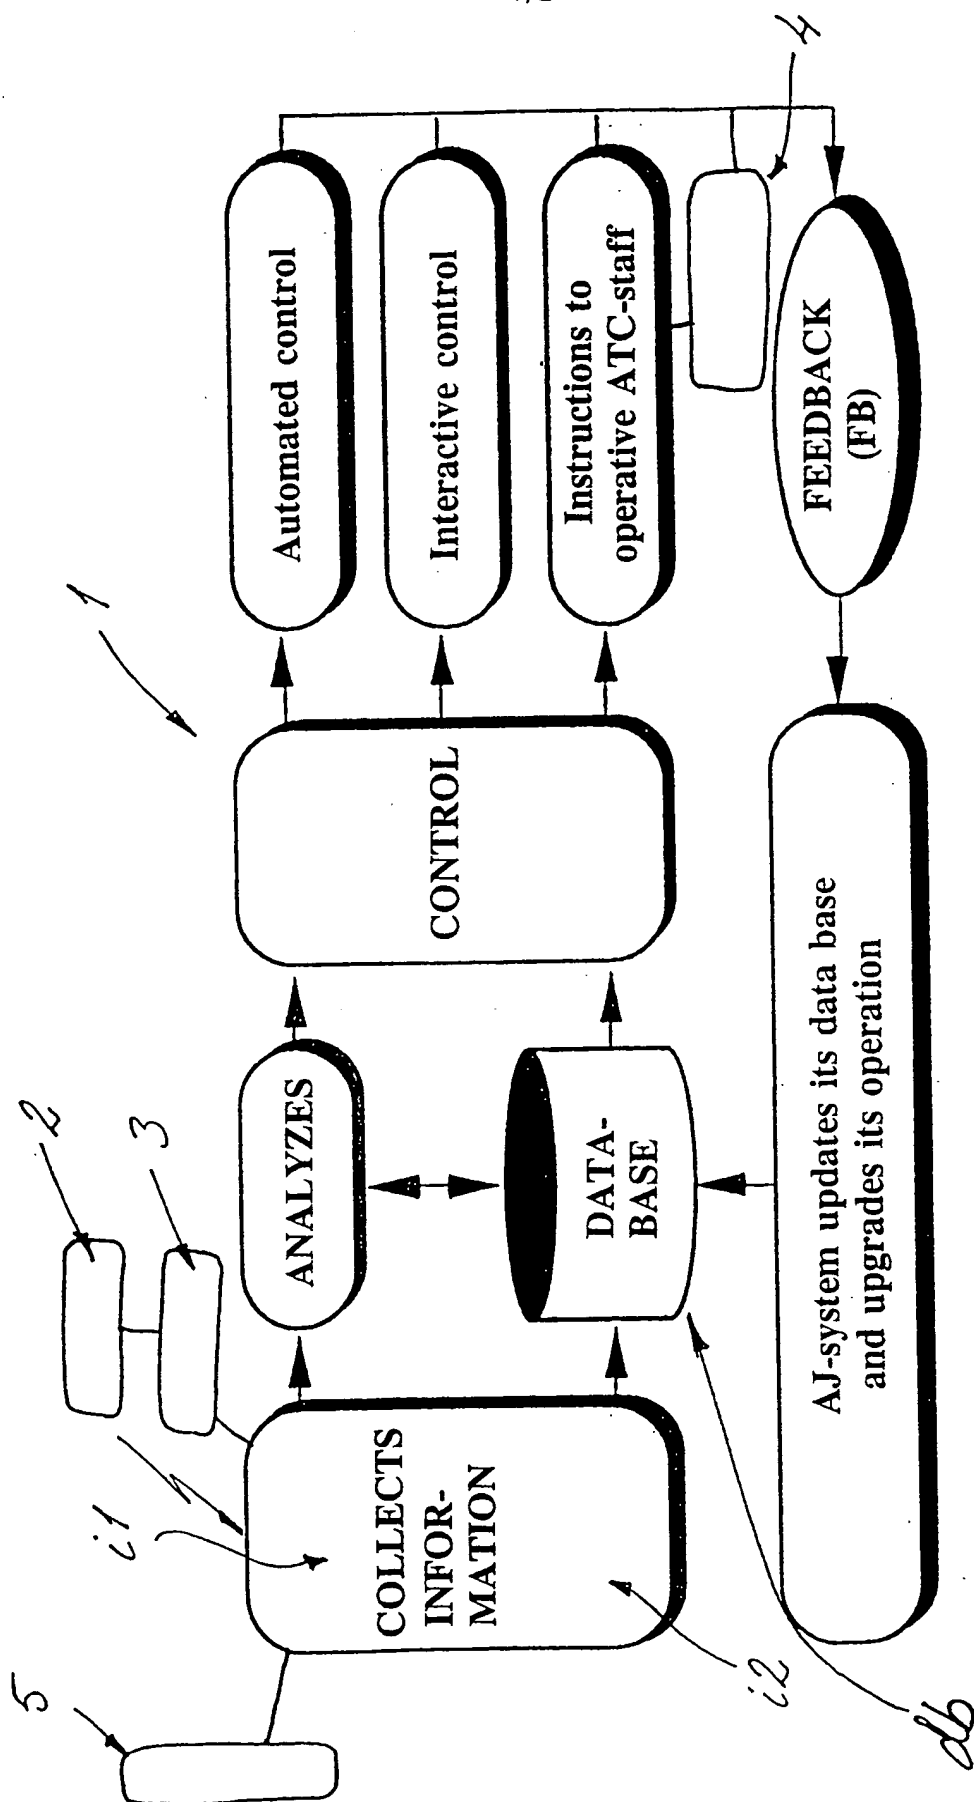 1
2
3
4
5
i1
i2
db
COLLECTS
INFOR-
MATION
ANALYZES
DATA-
BASE
CONTROL
Automated control
Interactive control
Instructions to
operative ATC-staff
FEEDBACK
(FB)
AJ-system updates its data base
and upgrades its operation